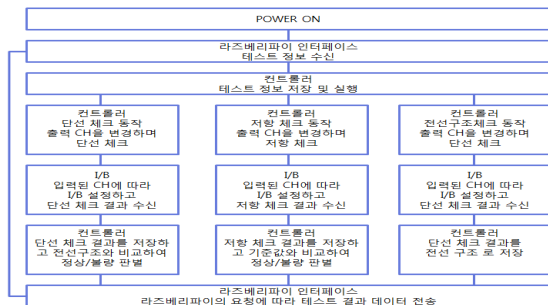 POWER ON
라즈베리파이 인터페이스
테스트 정보 수신
컨트롤러
테스트 정보 저장 및 실행
컨트롤러
단선 체크 동작
출력 CH을 변경하며
단선 체크
컨트롤러
저항 체크 동작
출력 CH을 변경하며
저항 체크
컨트롤러
전선구조체크 동작
출력 CH을 변경하며
단선 체크
I/B
입력된 CH에 따라
I/B 설정하고
단선 체크 결과 수신
I/B
입력된 CH에 따라
I/B 설정하고
저항 체크 결과 수신
I/B
입력된 CH에 따라
I/B 설정하고
단선 체크 결과 수신
컨트롤러
단선 체크 결과를 저장하
고 전선구조와 비교하여
정상/불량 판별
컨트롤러
저항 체크 결과를 저장하
고 기준값과 비교하여
정상/불량 판별
컨트롤러
단선 체크 결과를
전선 구조 로 저장
라즈베리파이 인터페이스
라즈베리파이의 요청에 따라 테스트 결과 데이터 전송